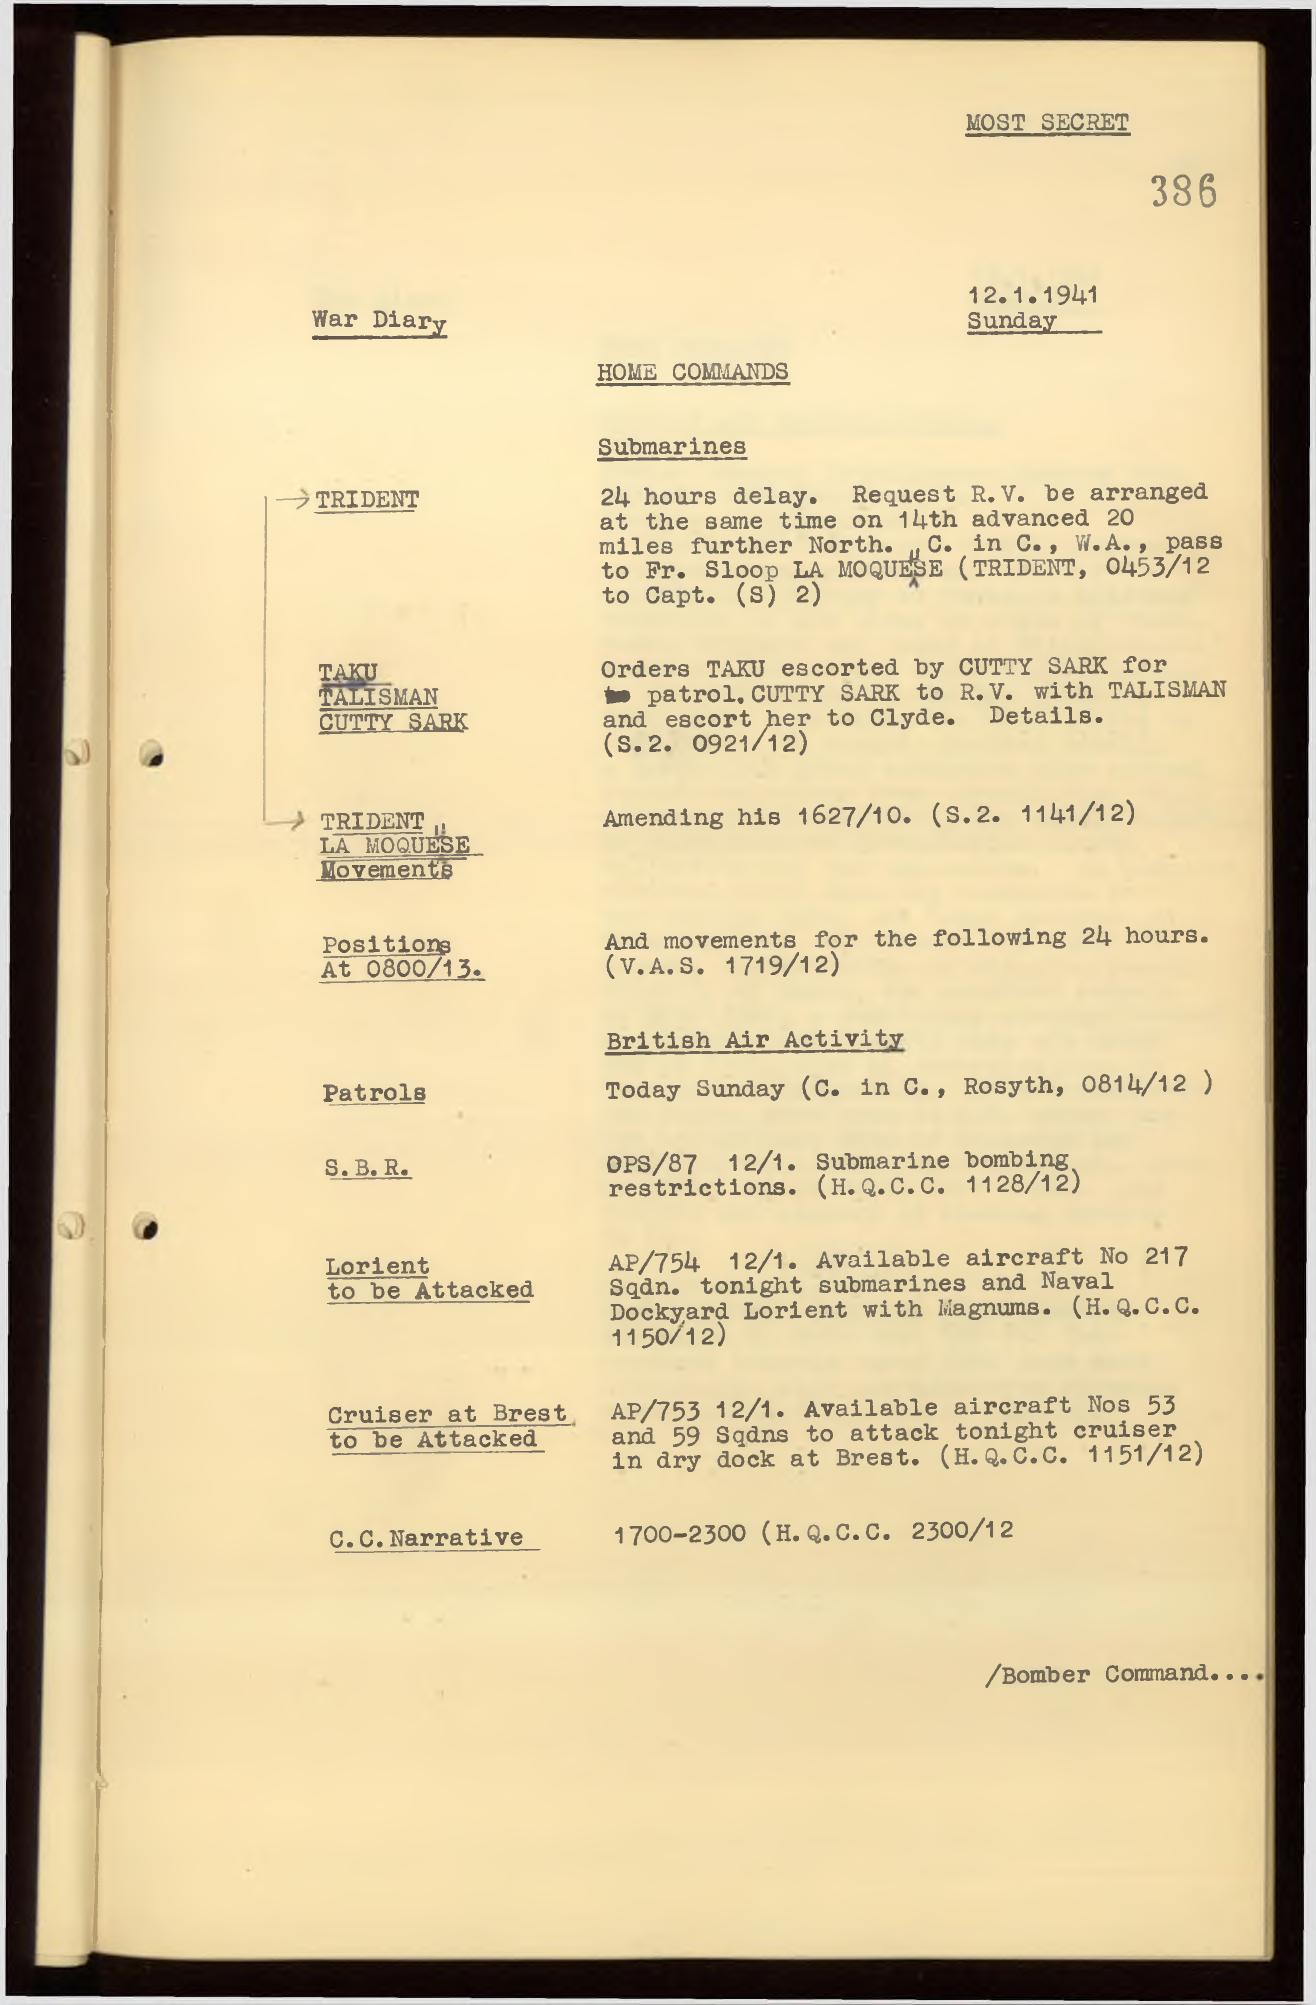 MOST SECRET
386
12.1.1941
War Diary
Sunday
HOME COMMANDS
Submarines
TRIDENT
24 hours delay. Request R.V. be arranged
at the same time on 14th advanced 20
miles further North. C. in C., W.A., pass
to Fr. Sloop LA MOQUEUSE (TRIDENT, 0453/12
to Capt. (S) 2)
TAKU
TALISMAN
CUTTY SARK
Orders TAKU escorted by CUTTY SARK for
patrol. CUTTY SARK to R.V. with TALISMAN
and escort her to Clyde. Details.
(S.2. 0921/12)
TRIDENT
LA MOQUEUSE
Movements
Amending his 1627/10. (S.2. 1141/12)
Positions
At 0800/13.
And movements for the following 24 hours.
(V.A.S. 1719/12)
British Air Activity
Patrols
Today Sunday (C. in C., Rosyth, 0814/12 )
S.B.R.
OPS/87 12/1. Submarine bombing
restrictions. (H.Q.C.C. 1128/12)
Lorient
to be Attacked
AP/754 12/1. Available aircraft No 217
Sqdn. tonight submarines and Naval
Dockyard Lorient with Magnums. (H.Q.C.C.
1150/12)
Cruiser at Brest
to be Attacked
AP/753 12/1. Available aircraft Nos 53
and 59 Sqdns to attack tonight cruiser
in dry dock at Brest. (H.Q.C.C. 1151/12)
C.C.Narrative
1700-2300 (H.Q.C.C. 2300/12
/Bomber Command....